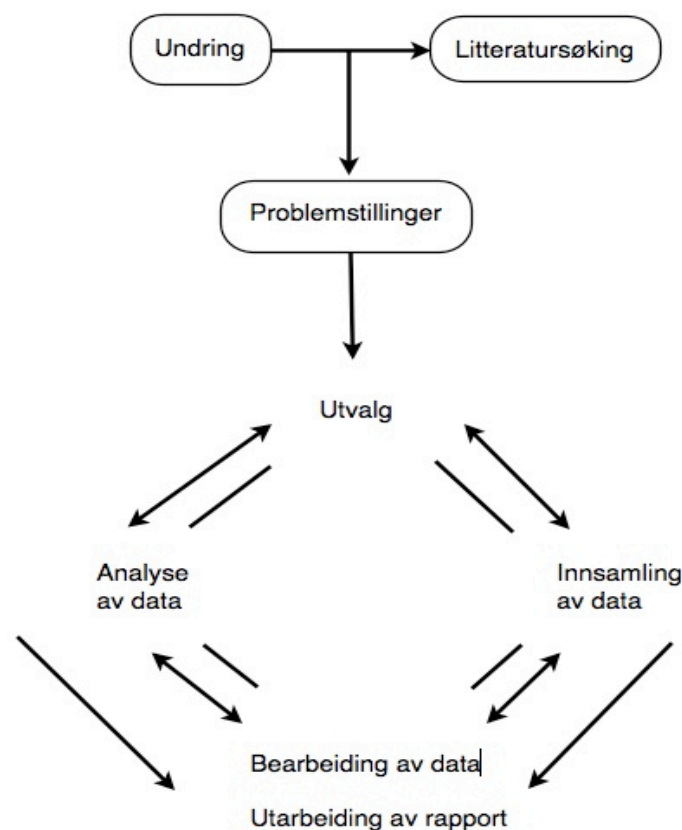 Undring
Litteratursøking
Problemstillinger
Utvalg
Analyse
av data
Innsamling
av data
Bearbeiding av data
Utarbeiding av rapport